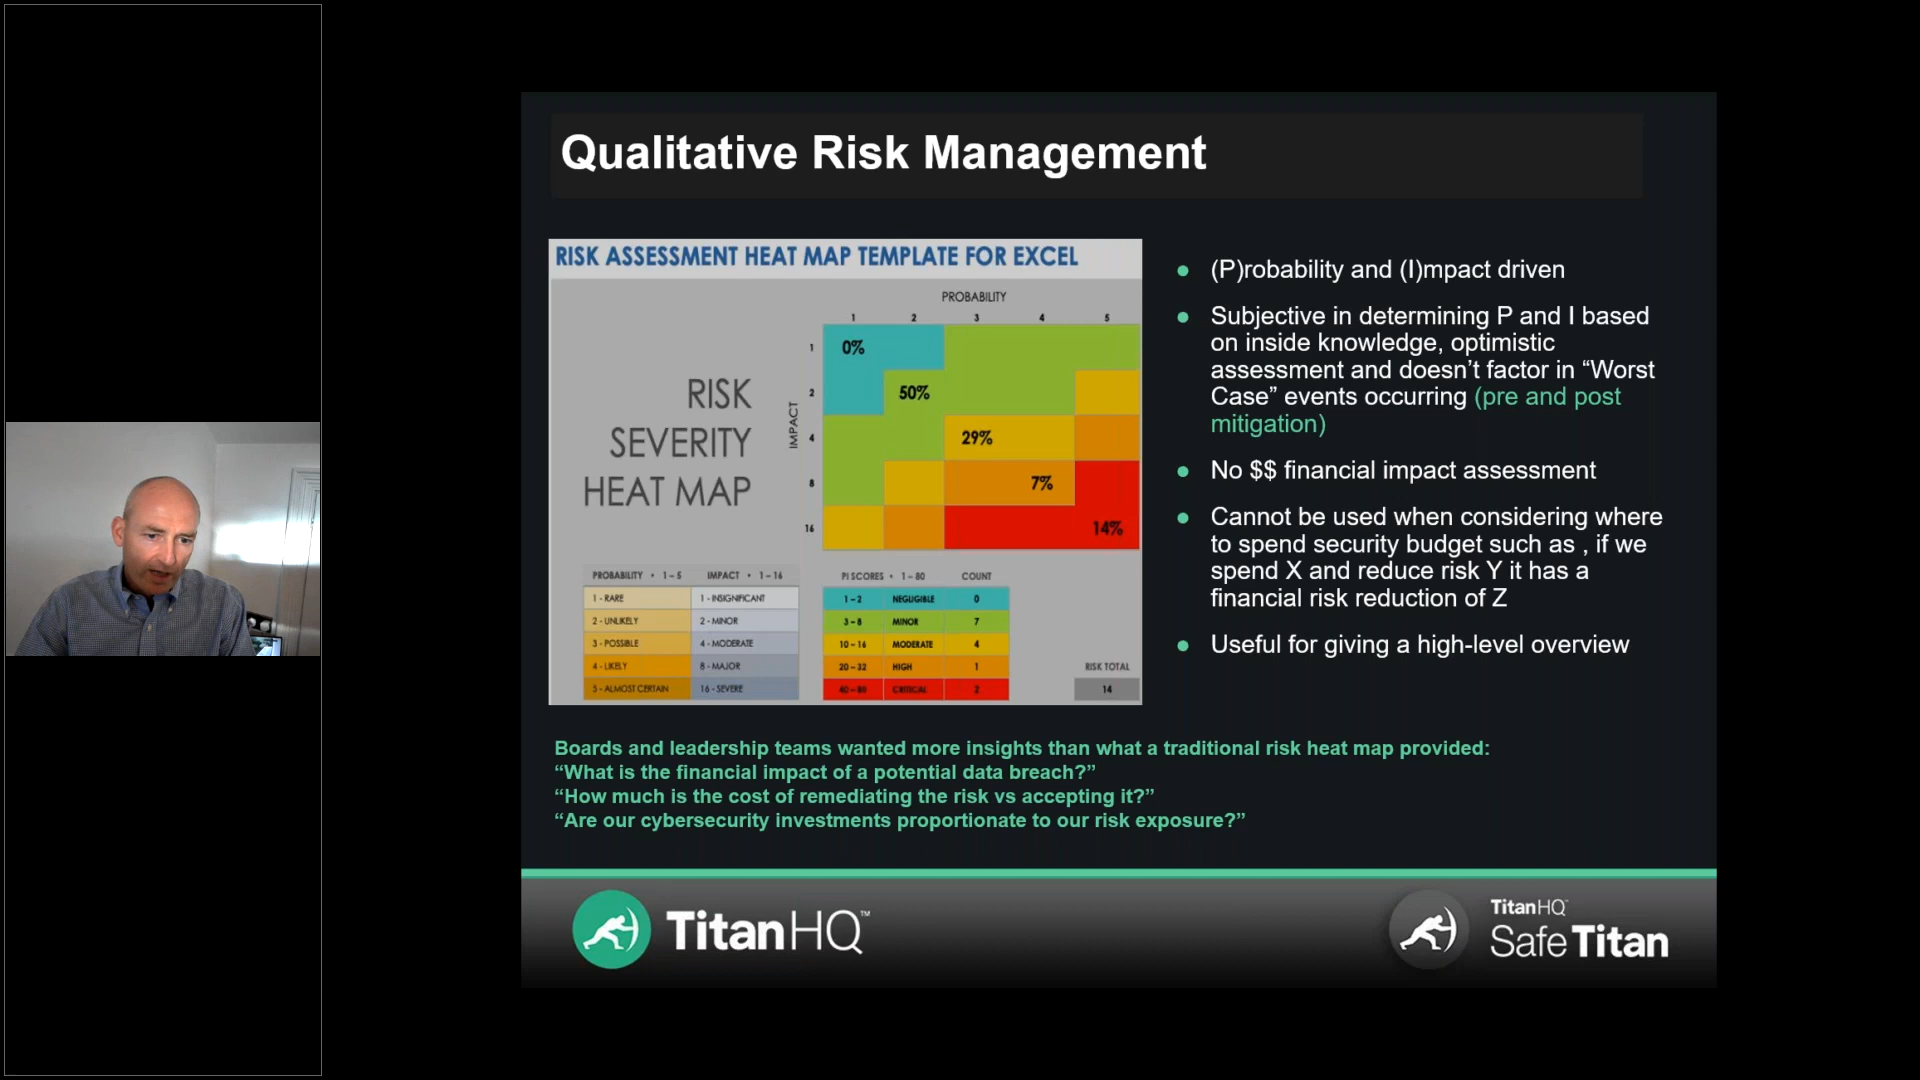 Qualitative Risk Management
RISK ASSESSMENT HEAT MAP TEMPLATE FOR EXCEL
PROBABILITY
1 2 3 4 5
RISK
SEVERITY
HEAT MAP
IMPACT
1 0%
2 50%
4 29%
8 7%
16 14%
PROBABILITY • 1 – 5 IMPACT • 1 – 16
1 - RARE 1 - INSIGNIFICANT
2 - UNLIKELY 2 - MINOR
3 - POSSIBLE 4 - MODERATE
4 - LIKELY 8 - MAJOR
5 - ALMOST CERTAIN 16 - SEVERE
PI SCORES • 1 – 80 COUNT
1 – 2 NEGLIGIBLE 0
3 – 8 MINOR 7
10 – 16 MODERATE 4
20 – 32 HIGH 1
40 – 80 CRITICAL 2
RISK TOTAL
14
• (P)robability and (I)mpact driven
• Subjective in determining P and I based
on inside knowledge, optimistic
assessment and doesn’t factor in “Worst
Case” events occurring (pre and post
mitigation)
• No $$ financial impact assessment
• Cannot be used when considering where
to spend security budget such as , if we
spend X and reduce risk Y it has a
financial risk reduction of Z
• Useful for giving a high-level overview
Boards and leadership teams wanted more insights than what a traditional risk heat map provided:
“What is the financial impact of a potential data breach?”
“How much is the cost of remediating the risk vs accepting it?”
“Are our cybersecurity investments proportionate to our risk exposure?”
TitanHQ™
TitanHQ
SafeTitan